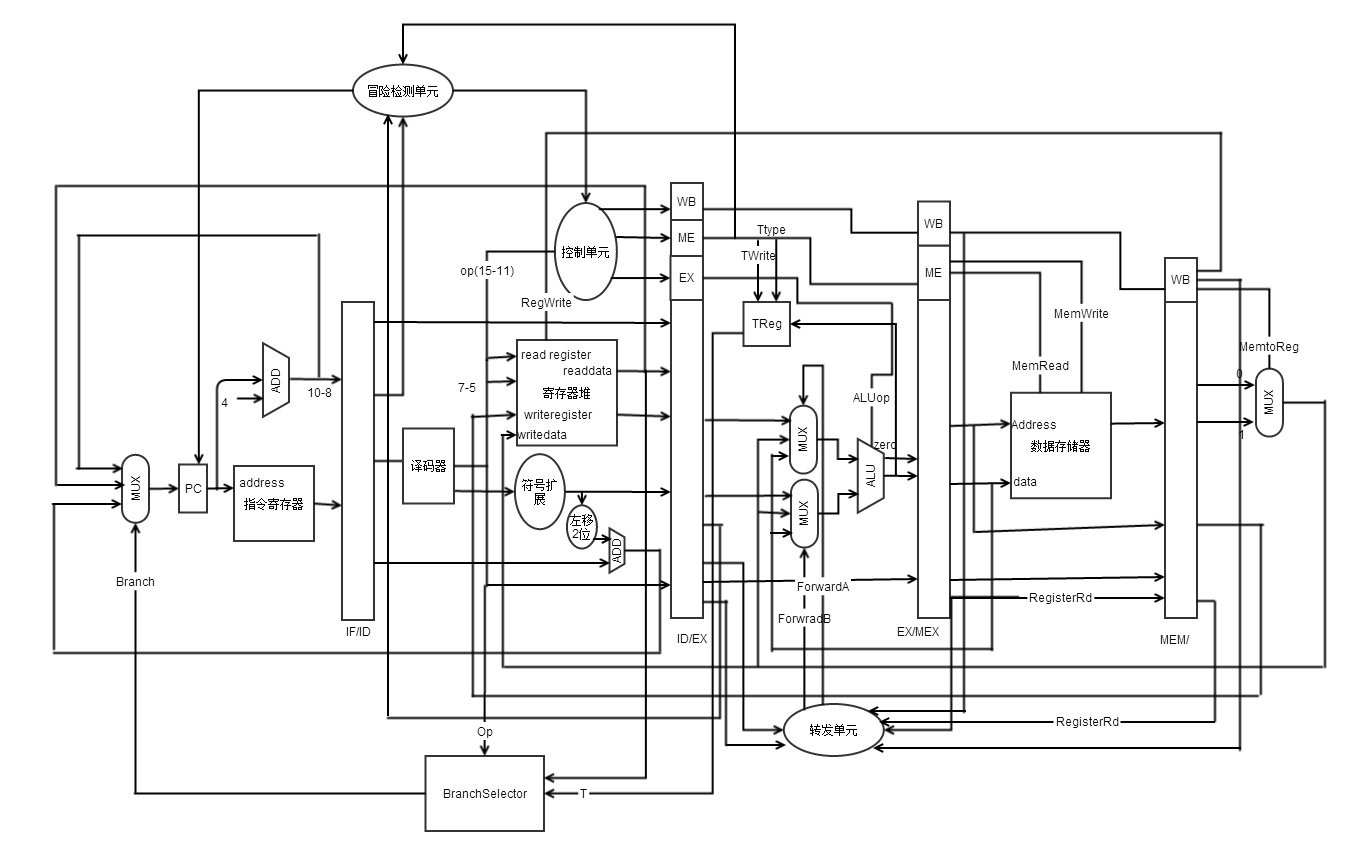 冒险检测单元
WB
控制单元
WB
Ttype
ME
TWrite
op(15-11)
ME
EX
WB
RegWrite
MemWrite
TReg
MemtoReg
read register
MemRead
readdata
0
ADD
7-5
寄存器堆
10-8
ALUop
4
MUX
writeregister
Address
MUX
zero
writedata
1
数据存储器
译码器
ALU
MUX
PC
address
符号扩
展
data
指令寄存器
MUX
左移
2位
ADD
Branch
ForwardA
RegisterRd
ForwradB
IF/ID
ID/EX
EX/MEX
MEM/
RegisterRd
Op
转发单元
BranchSelector
T